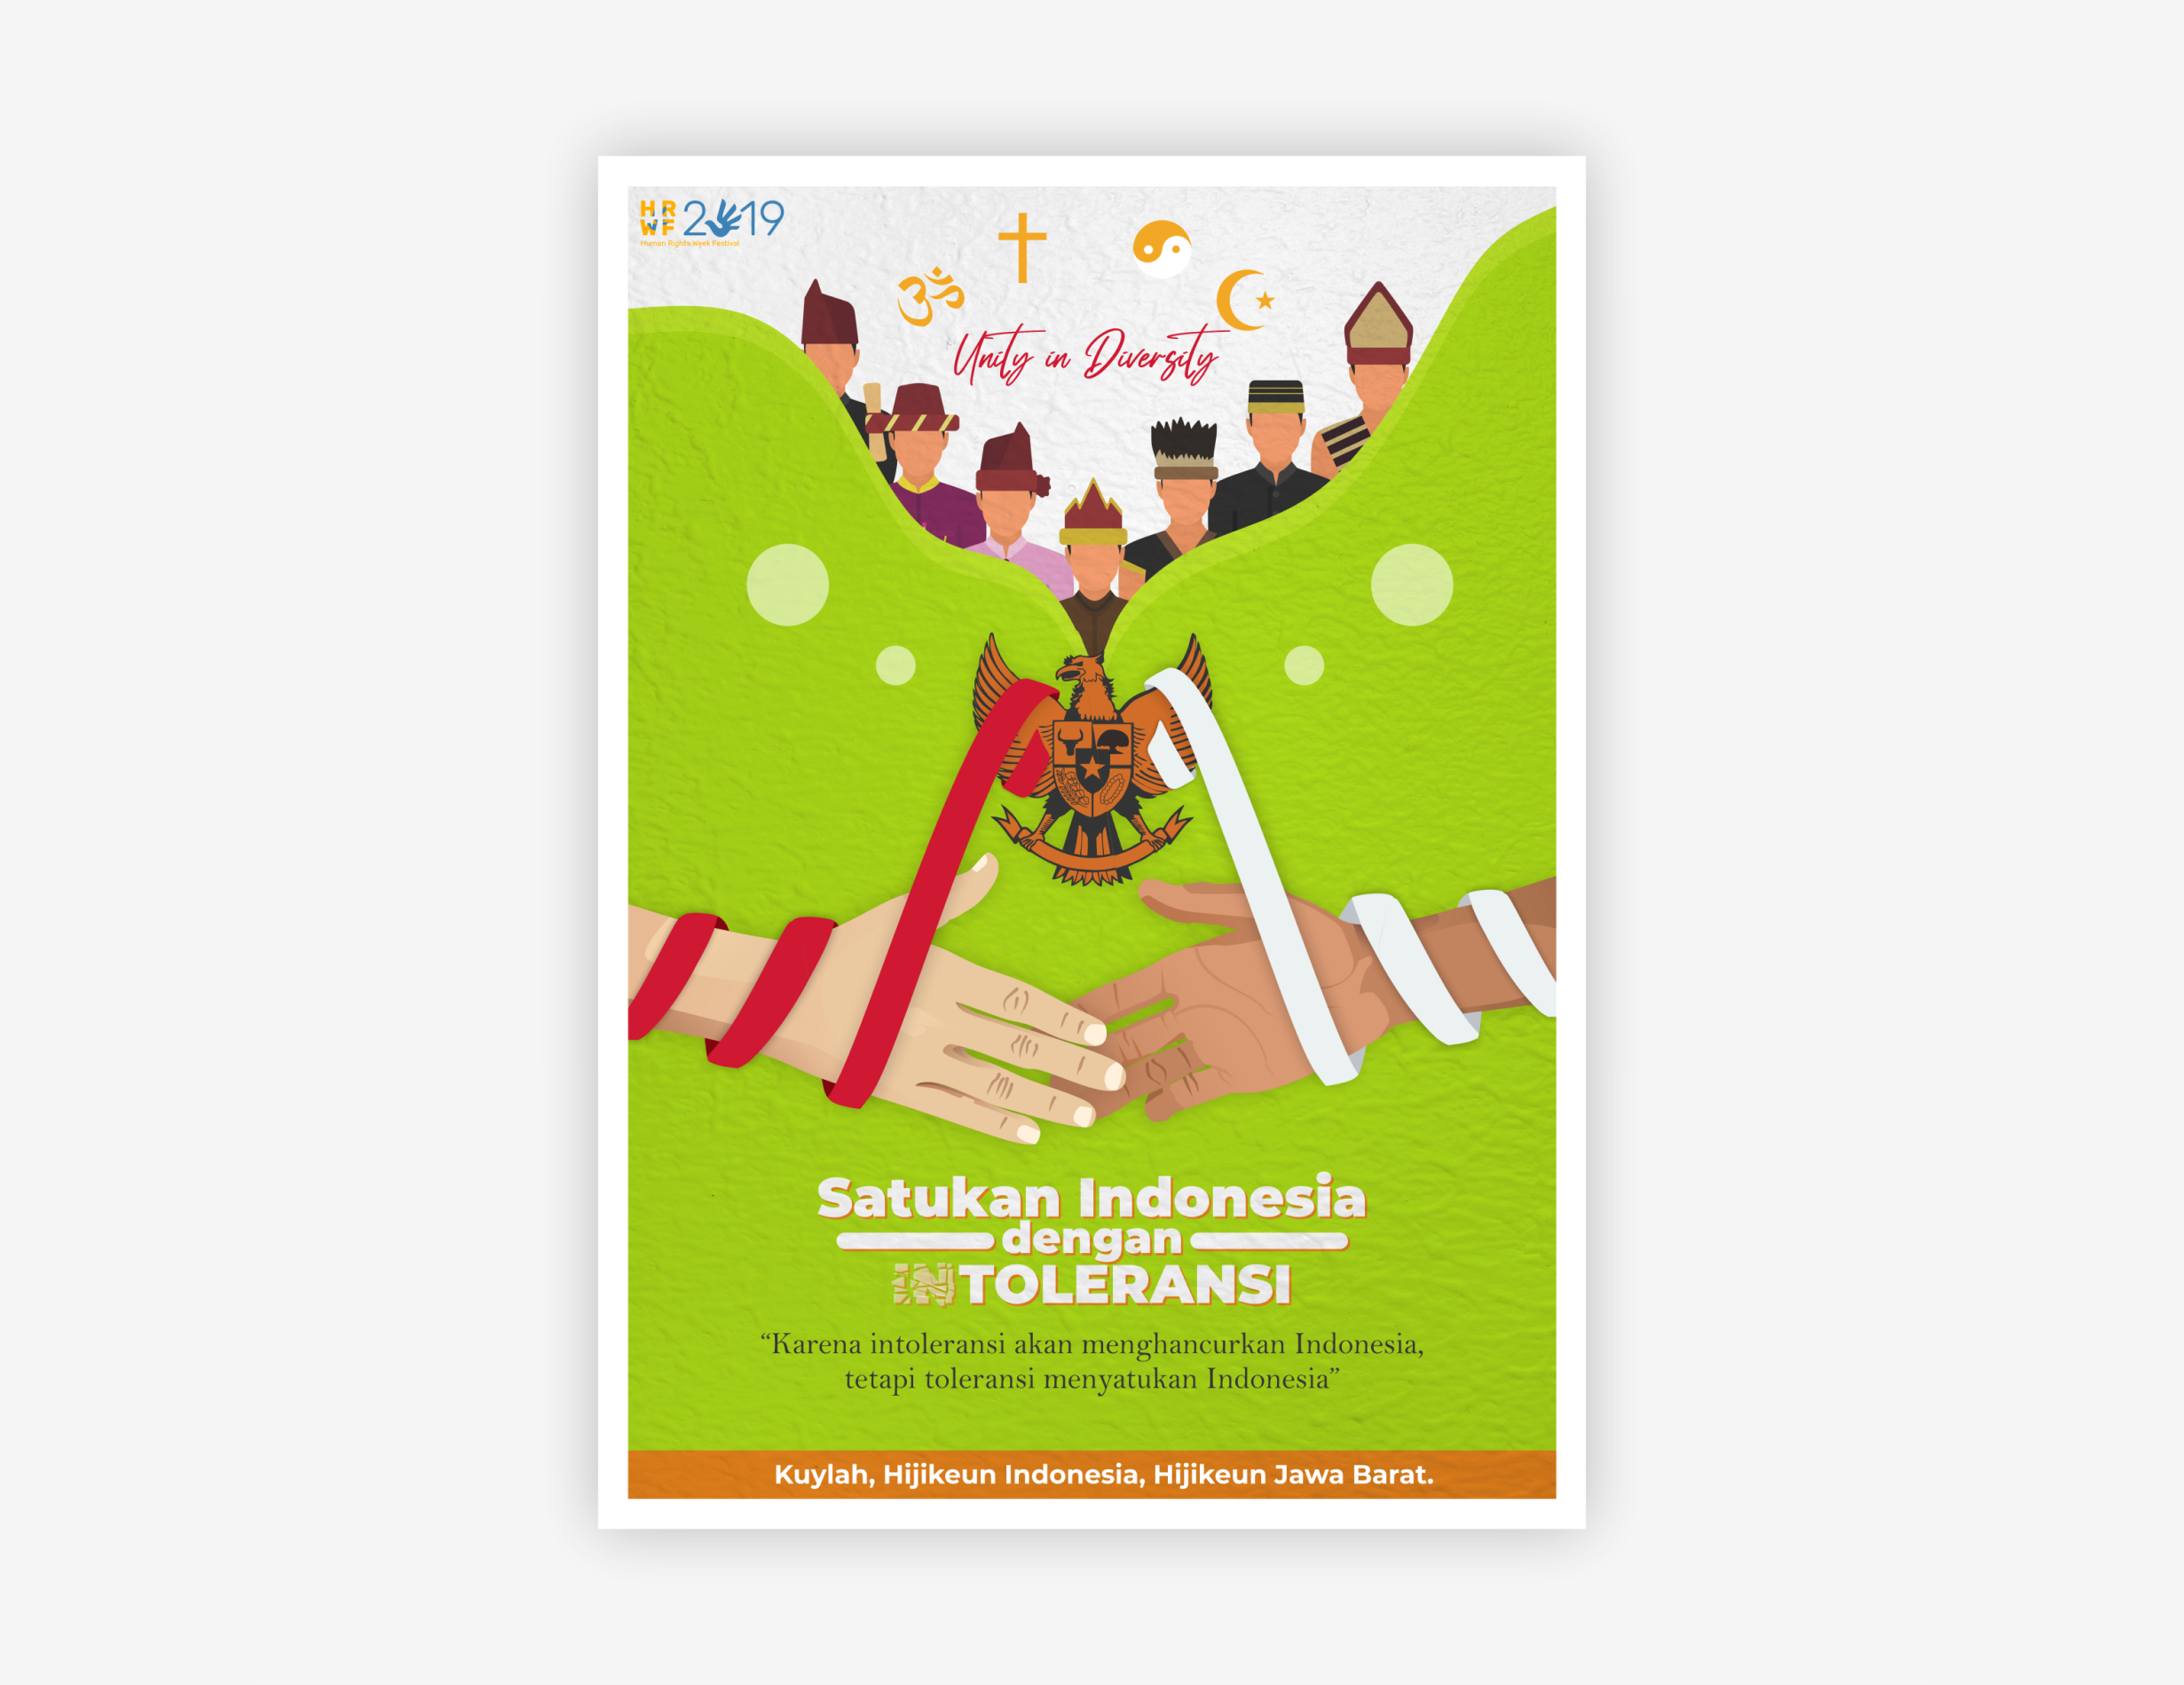 HR
WF 2019
Human Rights Week Festival
Unity in Diversity
Satukan Indonesia
dengan
INTOLERANSI
“Karena intoleransi akan menghancurkan Indonesia,
tetapi toleransi menyatukan Indonesia”
Kuylah, Hijikeun Indonesia, Hijikeun Jawa Barat.